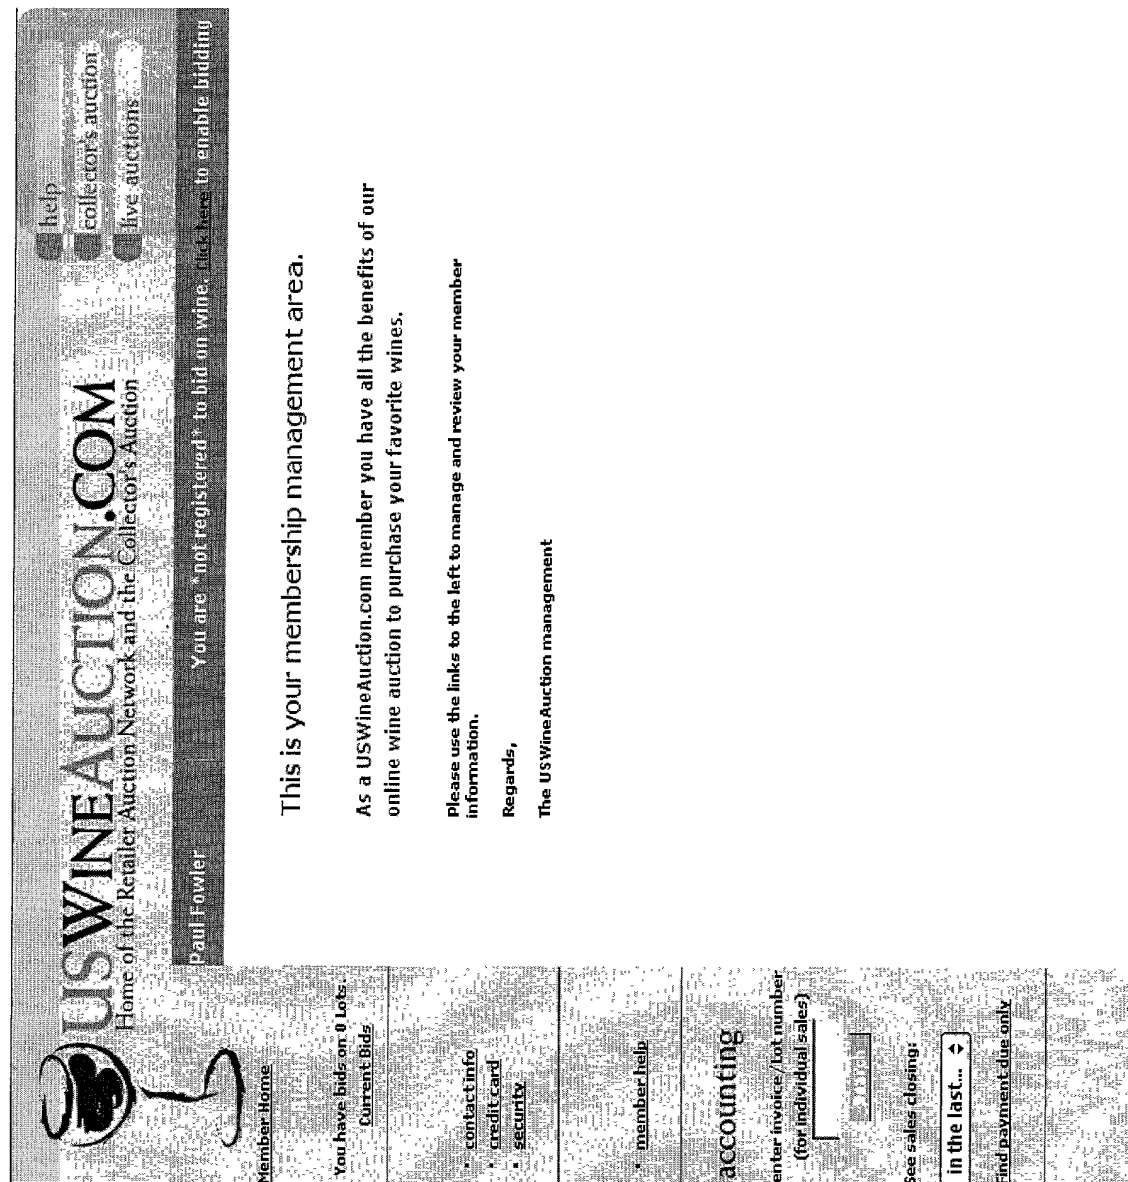 USWINEAUCTION.COM
Home of the Retailer Auction Network and the Collector's Auction
help
collector's auction
live auctions
Paul Fowler
You are *not registered* to bid on wine. Click here to enable bidding
Member Home
You have bids on 0 Lots.
Current Bids
• contact info
• credit card
• security
• member help
accounting
enter invoice/Lot number
(for individual sales)
See sales closing:
in the last...
Find payment due only
This is your membership management area.
As a USWineAuction.com member you have all the benefits of our
online wine auction to purchase your favorite wines.
Please use the links to the left to manage and review your member
information.
Regards,
The USWineAuction management